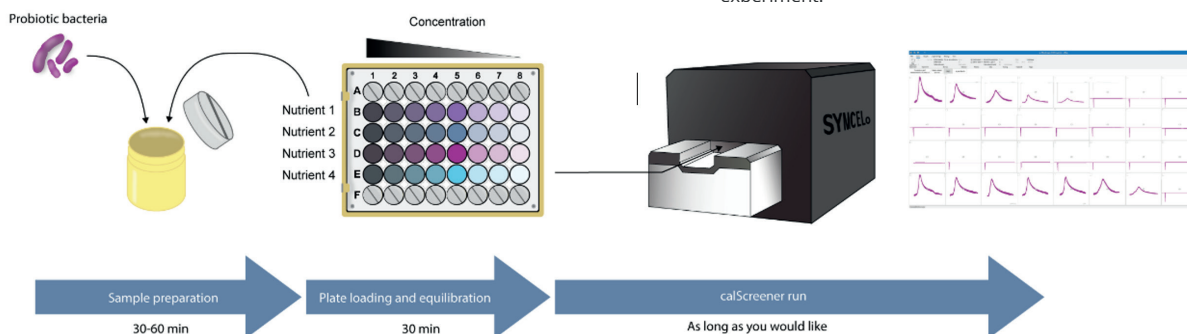 experiment.
Probiotic bacteria
Concentration
1 2 3 4 5 6 7 8
A
B
C
D
E
F
Nutrient 1
Nutrient 2
Nutrient 3
Nutrient 4
SYMCEL
Sample preparation
Plate loading and equilibration
calScreener run
30-60 min
30 min
As long as you would like